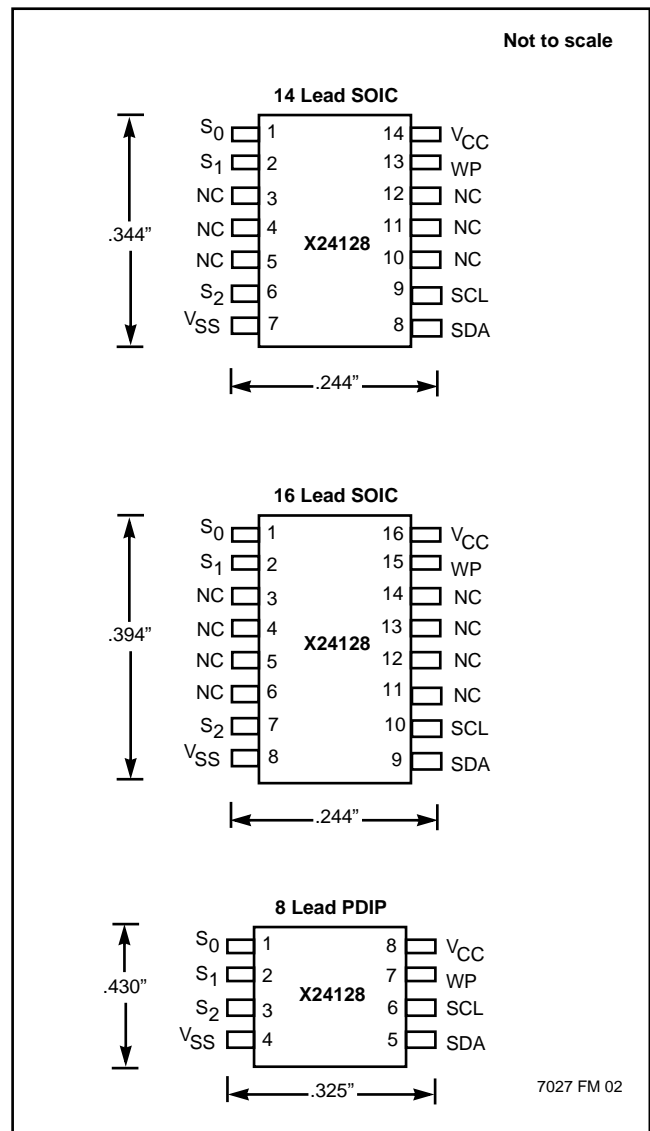 Not to scale
14 Lead SOIC
S0 1 14 VCC
S1 2 13 WP
NC 3 12 NC
NC 4 11 NC
.344”
X24128
NC 5 10 NC
S2 6 9 SCL
VSS 7 8 SDA
.244”
16 Lead SOIC
S0 1 16 VCC
S1 2 15 WP
NC 3 14 NC
NC 4 13 NC
.394”
X24128
NC 5 12 NC
NC 6 11 NC
S2 7 10 SCL
VSS 8 9 SDA
.244”
8 Lead PDIP
S0 1 8 VCC
S1 2 7 WP
.430”
X24128
S2 3 6 SCL
VSS 4 5 SDA
.325”
7027 FM 02